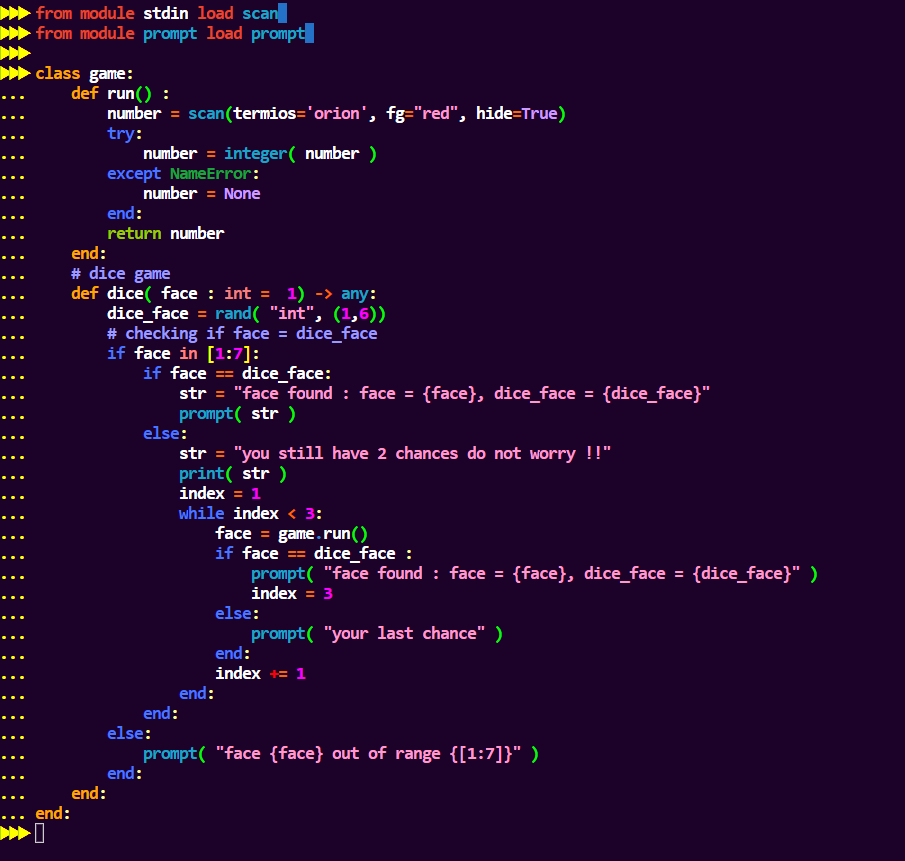 >>> from module stdin load scan
>>> from module prompt load prompt
>>>
>>> class game:
...     def run() :
...         number = scan(termios='orion', fg="red", hide=True)
...         try:
...             number = integer( number )
...         except NameError:
...             number = None
...         end:
...         return number
...     end:
...     # dice game
...     def dice( face : int =  1) -> any:
...         dice_face = rand( "int", (1,6))
...         # checking if face = dice_face
...         if face in [1:7]:
...             if face == dice_face:
...                 str = "face found : face = {face}, dice_face = {dice_face}"
...                 prompt( str )
...             else:
...                 str = "you still have 2 chances do not worry !!"
...                 print( str )
...                 index = 1
...                 while index < 3:
...                     face = game.run()
...                     if face == dice_face :
...                         prompt( "face found : face = {face}, dice_face = {dice_face}" )
...                         index = 3
...                     else:
...                         prompt( "your last chance" )
...                     end:
...                     index += 1
...                 end:
...             end:
...         else:
...             prompt( "face {face} out of range {[1:7]}" )
...         end:
...     end:
... end:
>>>